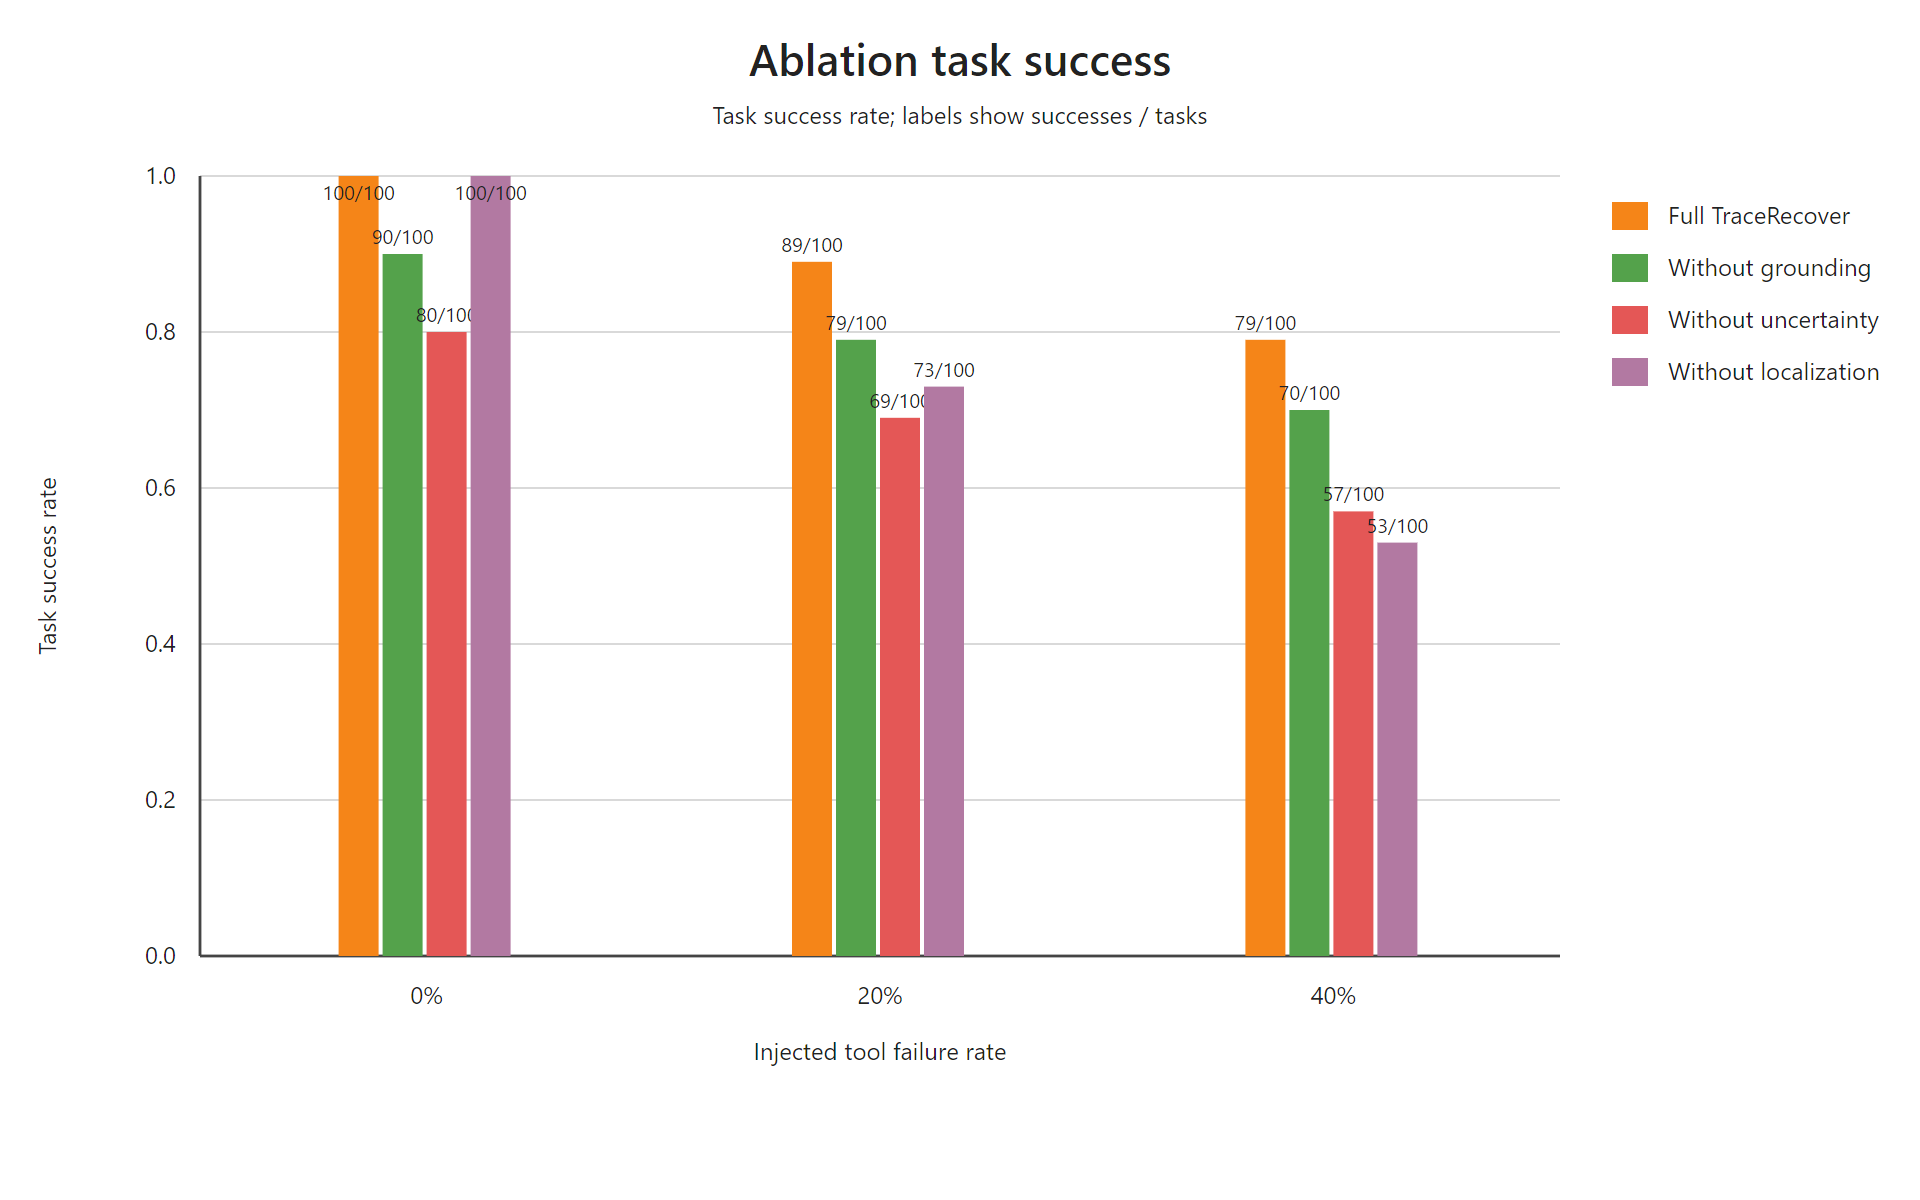 Ablation task success
Task success rate; labels show successes / tasks
1.0
0.8
0.6
0.4
0.2
0.0
Task success rate
100/100
90/100
80/100
100/100
89/100
79/100
69/100
73/100
79/100
70/100
57/100
53/100
0%
20%
40%
Injected tool failure rate
Full TraceRecover
Without grounding
Without uncertainty
Without localization